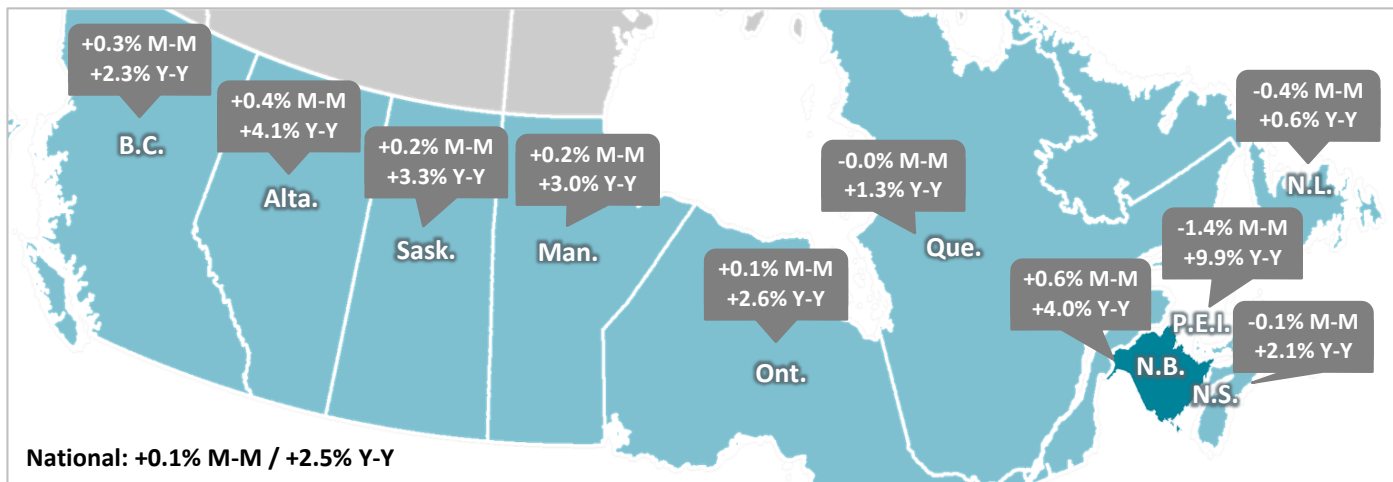 +0.3% M-M
+2.3% Y-Y
B.C.
+0.4% M-M
+4.1% Y-Y
Alta.
+0.2% M-M
+3.3% Y-Y
Sask.
+0.2% M-M
+3.0% Y-Y
Man.
+0.1% M-M
+2.6% Y-Y
Ont.
-0.0% M-M
+1.3% Y-Y
Que.
-0.4% M-M
+0.6% Y-Y
N.L.
-1.4% M-M
+9.9% Y-Y
P.E.I.
+0.6% M-M
+4.0% Y-Y
N.B.
-0.1% M-M
+2.1% Y-Y
N.S.
National: +0.1% M-M / +2.5% Y-Y